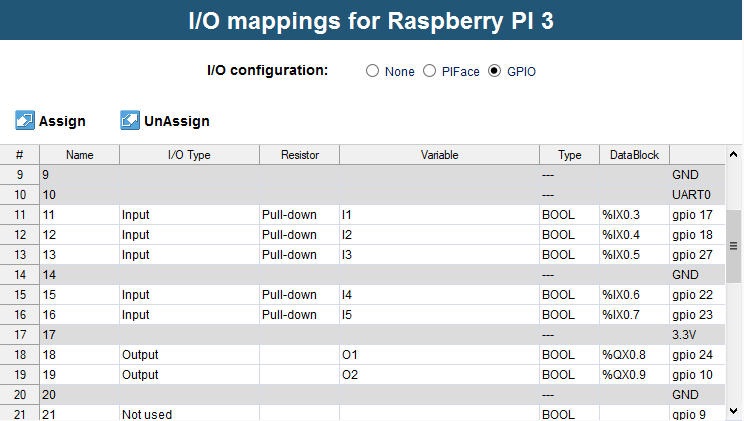 I/O mappings for Raspberry PI 3
I/O configuration: None PIFace GPIO
Assign UnAssign
# Name I/O Type Resistor Variable Type DataBlock
9 9 --- GND
10 10 --- UART0
11 11 Input Pull-down I1 BOOL %IX0.3 gpio 17
12 12 Input Pull-down I2 BOOL %IX0.4 gpio 18
13 13 Input Pull-down I3 BOOL %IX0.5 gpio 27
14 14 --- GND
15 15 Input Pull-down I4 BOOL %IX0.6 gpio 22
16 16 Input Pull-down I5 BOOL %IX0.7 gpio 23
17 17 --- 3.3V
18 18 Output O1 BOOL %QX0.8 gpio 24
19 19 Output O2 BOOL %QX0.9 gpio 10
20 20 --- GND
21 21 Not used BOOL gpio 9